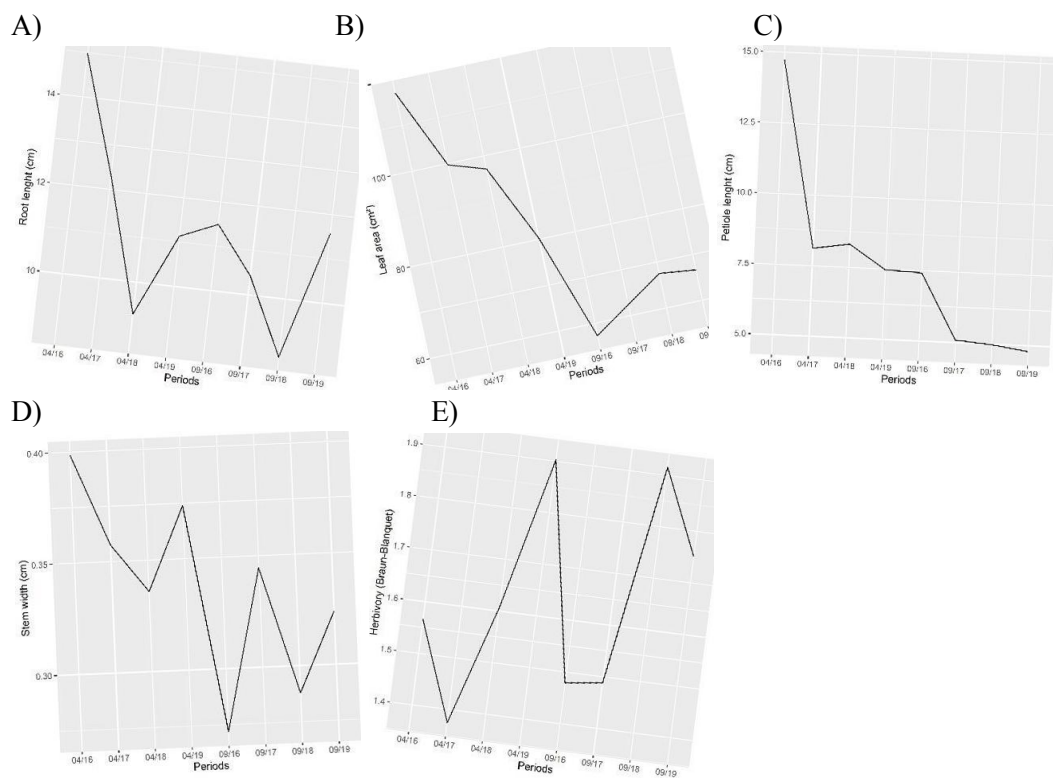 A)
B)
C)
Root lenght (cm)
14
12
10
04/16 04/17 04/18 04/19 09/16 09/17 09/18 09/19
Periods
Leaf area (cm²)
100
80
60
04/16 04/17 04/18 04/19 09/16 09/17 09/18
Periods
Petiole lenght (cm)
15.0
12.5
10.0
7.5
5.0
04/16 04/17 04/18 04/19 09/16 09/17 09/18 09/19
Periods
D)
E)
Stem width (cm)
0.40
0.35
0.30
04/16 04/17 04/18 04/19 09/16 09/17 09/18 09/19
Periods
Herbivory (Braun-Blanquet)
1.9
1.8
1.7
1.6
1.5
1.4
04/16 04/17 04/18 04/19 09/16 09/17 09/18 09/19
Periods